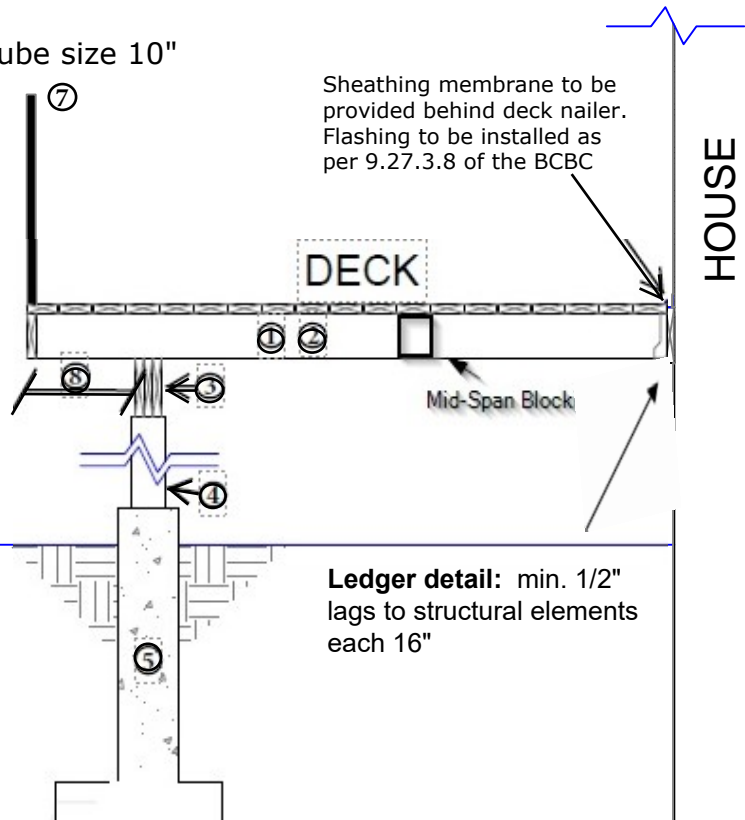 ube size 10"
⑦
Sheathing membrane to be
provided behind deck nailer.
Flashing to be installed as
per 9.27.3.8 of the BCBC
HOUSE
DECK
① ②
⑧
③
Mid-Span Block
④
Ledger detail: min. 1/2"
lags to structural elements
each 16"
⑤